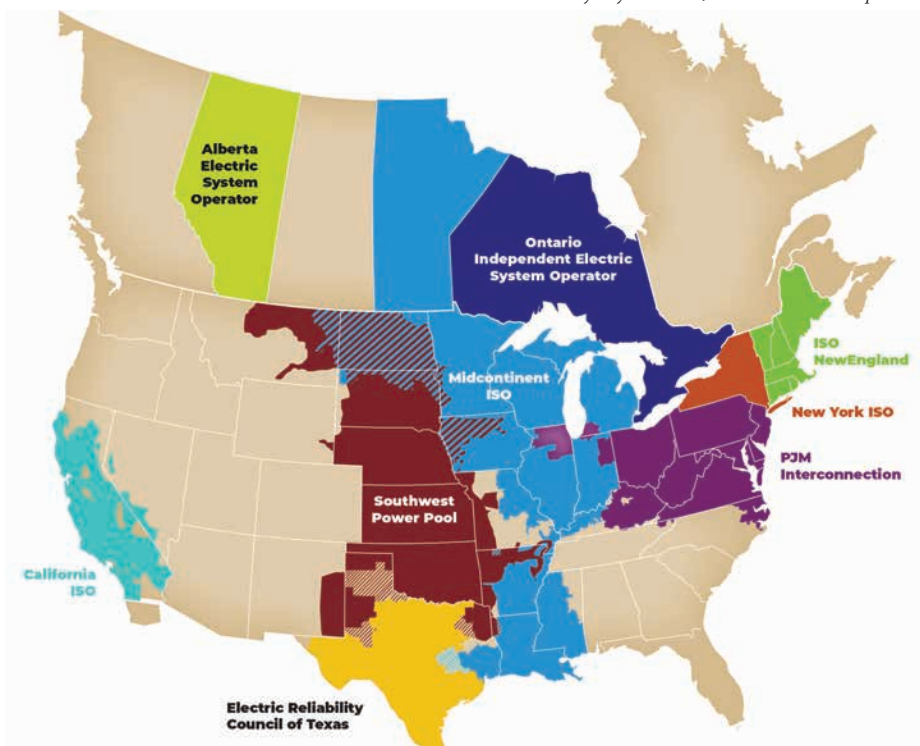 Alberta
Electric
System
Operator
Ontario
Independent Electric
System Operator
ISO
NewEngland
Midcontinent
ISO
New York ISO
PJM
Interconnection
Southwest
Power Pool
California
ISO
Electric Reliability
Council of Texas